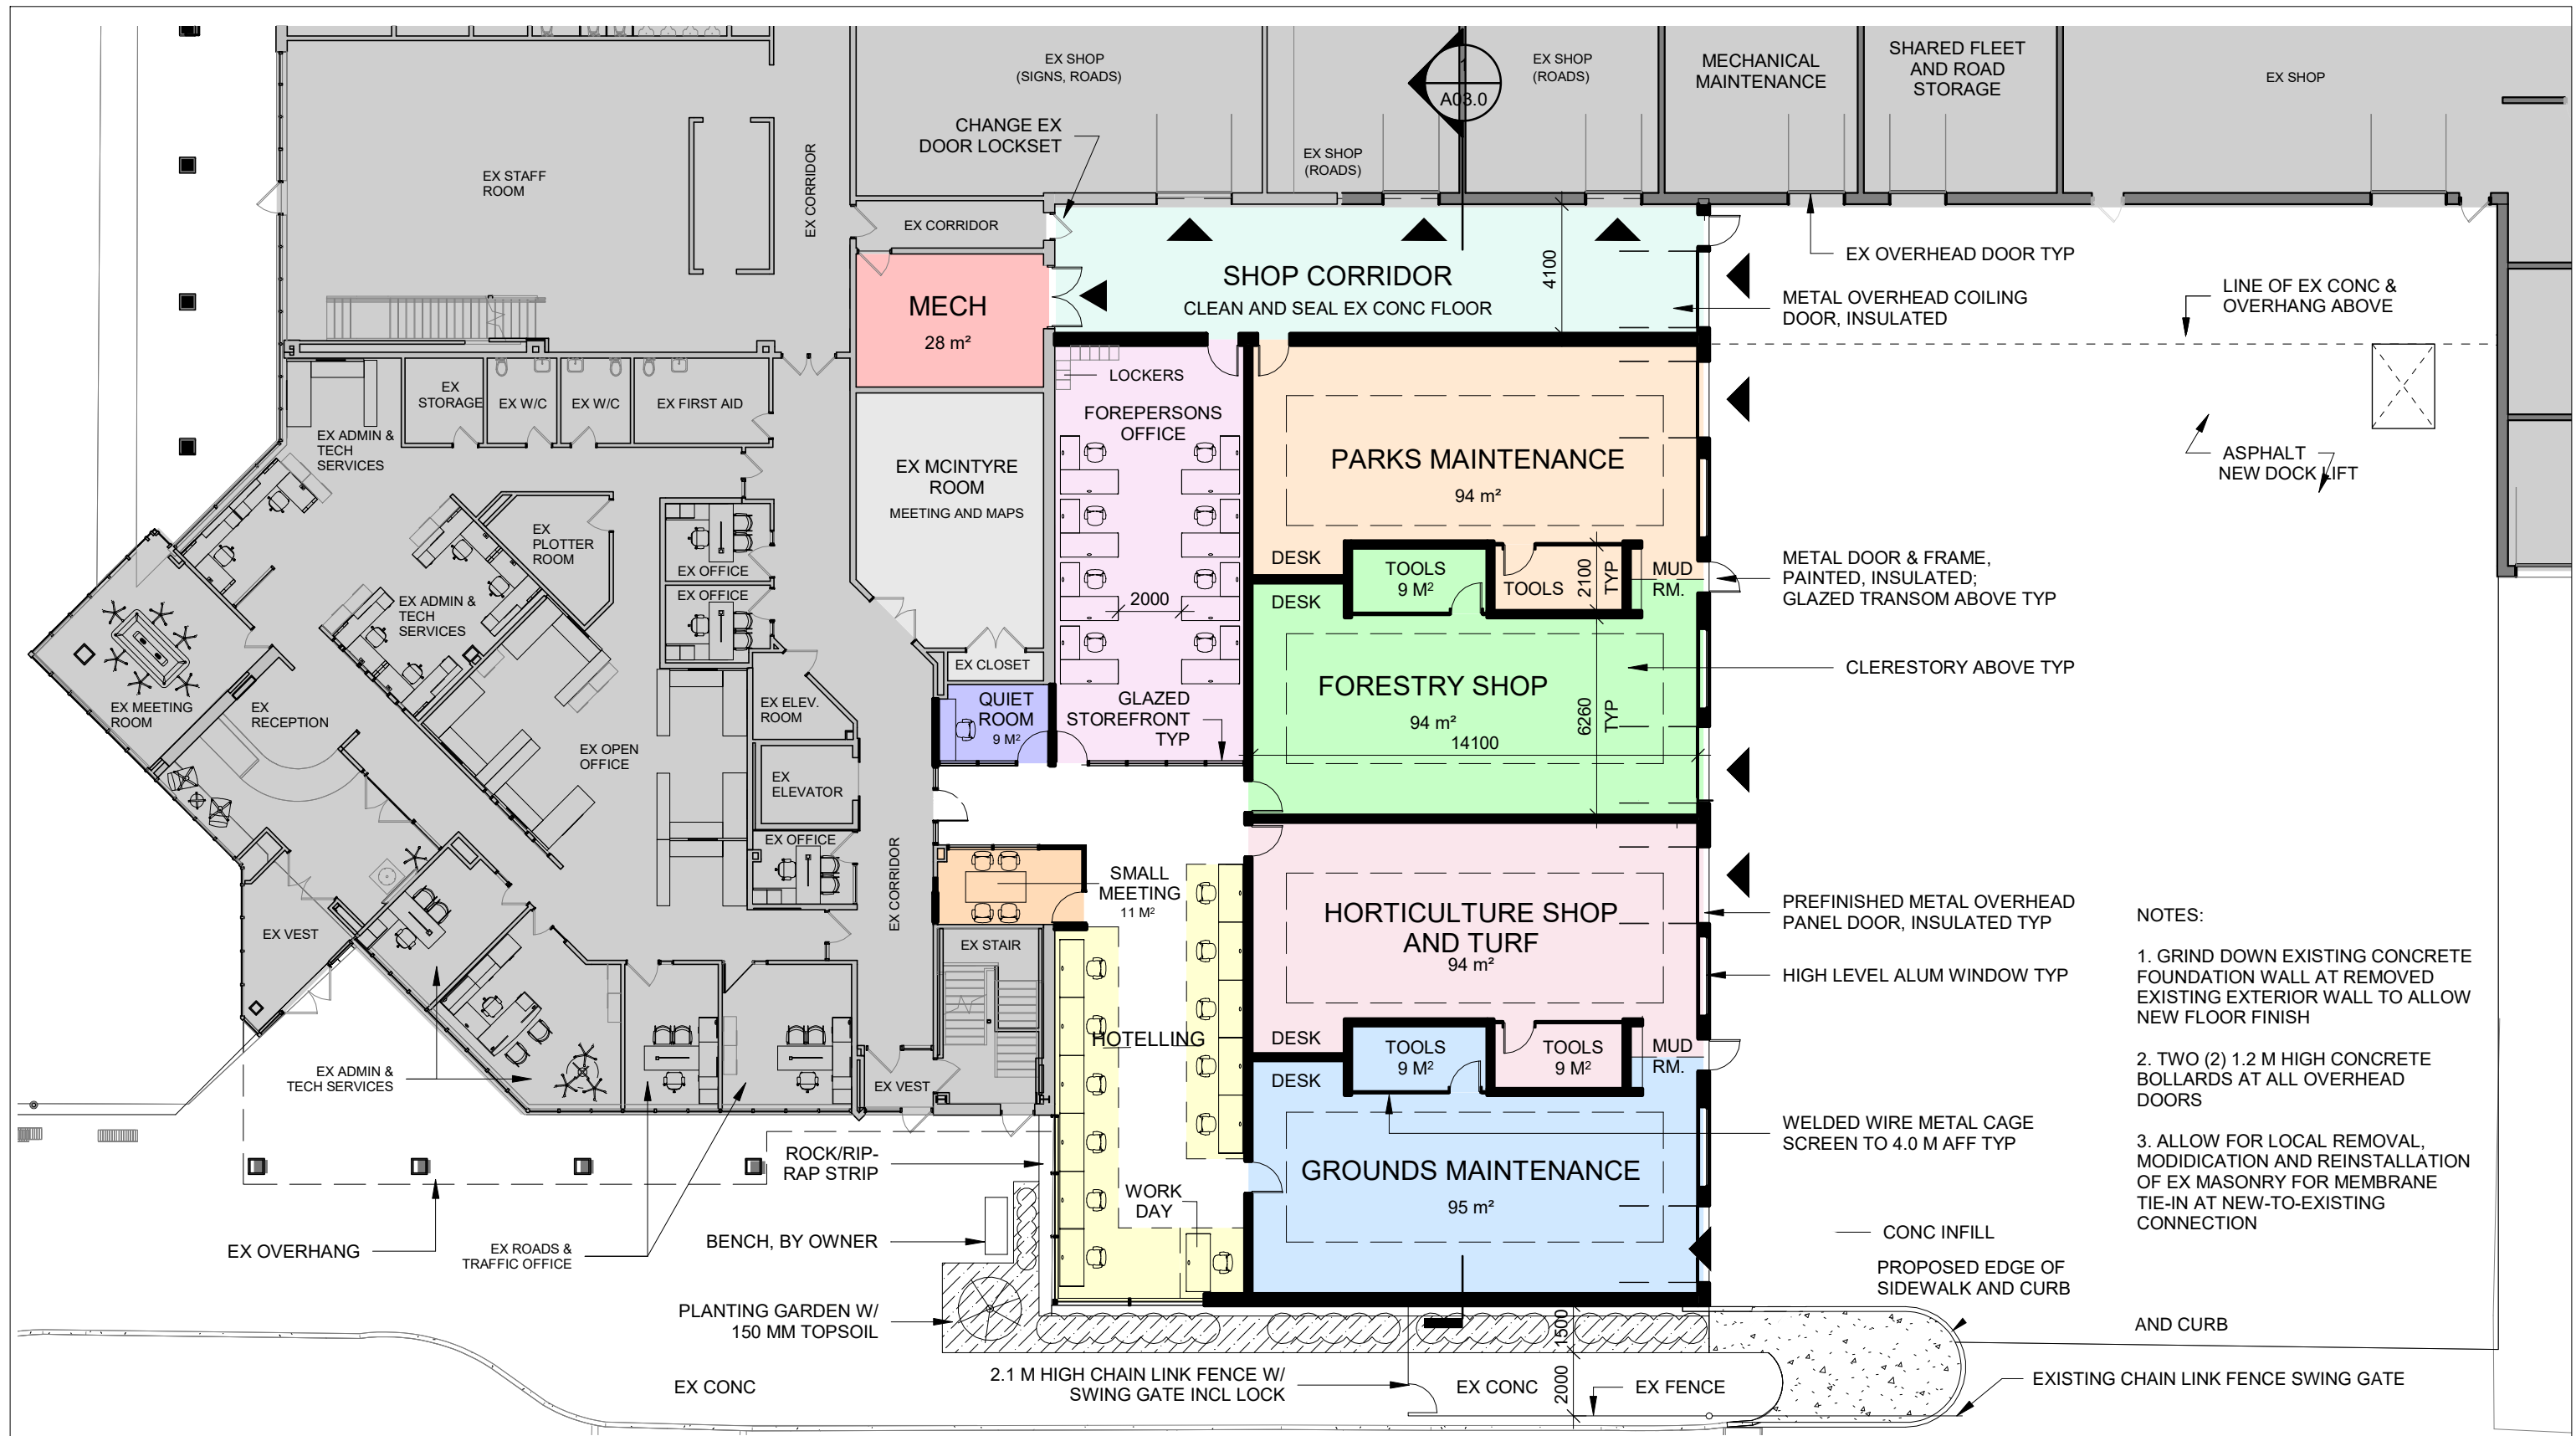 EX SHOP
(SIGNS, ROADS)
1
A03.0
EX SHOP
(ROADS)
MECHANICAL
MAINTENANCE
SHARED FLEET
AND ROAD
STORAGE
EX SHOP
CHANGE EX
DOOR LOCKSET
EX SHOP
(ROADS)
EX STAFF
ROOM
EX CORRIDOR
EX CORRIDOR
EX OVERHEAD DOOR TYP
SHOP CORRIDOR
CLEAN AND SEAL EX CONC FLOOR
4100
METAL OVERHEAD COILING
DOOR, INSULATED
LINE OF EX CONC &
OVERHANG ABOVE
MECH
28 m²
LOCKERS
FOREPERSONS
OFFICE
EX
STORAGE
EX W/C
EX W/C
EX FIRST AID
EX ADMIN &
TECH
SERVICES
PARKS MAINTENANCE
94 m²
ASPHALT
NEW DOCK LIFT
EX MCINTYRE
ROOM
MEETING AND MAPS
EX
PLOTTER
ROOM
EX OFFICE
EX OFFICE
DESK
TOOLS
9 M²
TOOLS
2100
TYP
MUD
RM.
METAL DOOR & FRAME,
PAINTED, INSULATED;
GLAZED TRANSOM ABOVE TYP
DESK
2000
EX ADMIN &
TECH
SERVICES
EX CLOSET
CLERESTORY ABOVE TYP
FORESTRY SHOP
94 m²
14100
6260
TYP
QUIET
ROOM
9 M²
GLAZED
STOREFRONT
TYP
EX MEETING
ROOM
EX
RECEPTION
EX ELEV.
ROOM
EX OPEN
OFFICE
EX
ELEVATOR
EX OFFICE
EX CORRIDOR
SMALL
MEETING
11 M²
HORTICULTURE SHOP
AND TURF
94 m²
PREFINISHED METAL OVERHEAD
PANEL DOOR, INSULATED TYP
HIGH LEVEL ALUM WINDOW TYP
NOTES:
1. GRIND DOWN EXISTING CONCRETE
FOUNDATION WALL AT REMOVED
EXISTING EXTERIOR WALL TO ALLOW
NEW FLOOR FINISH
2. TWO (2) 1.2 M HIGH CONCRETE
BOLLARDS AT ALL OVERHEAD
DOORS
3. ALLOW FOR LOCAL REMOVAL,
MODIDICATION AND REINSTALLATION
OF EX MASONRY FOR MEMBRANE
TIE-IN AT NEW-TO-EXISTING
CONNECTION
EX VEST
EX STAIR
HOTELLING
DESK
TOOLS
9 M²
TOOLS
9 M²
MUD
RM.
DESK
EX ADMIN &
TECH SERVICES
EX VEST
WELDED WIRE METAL CAGE
SCREEN TO 4.0 M AFF TYP
ROCK/RIP-
RAP STRIP
GROUNDS MAINTENANCE
95 m²
WORK
DAY
EX OVERHANG
EX ROADS &
TRAFFIC OFFICE
BENCH, BY OWNER
CONC INFILL
PROPOSED EDGE OF
SIDEWALK AND CURB
PLANTING GARDEN W/
150 MM TOPSOIL
1500
AND CURB
EX CONC
2.1 M HIGH CHAIN LINK FENCE W/
SWING GATE INCL LOCK
EX CONC
2000
EX FENCE
EXISTING CHAIN LINK FENCE SWING GATE